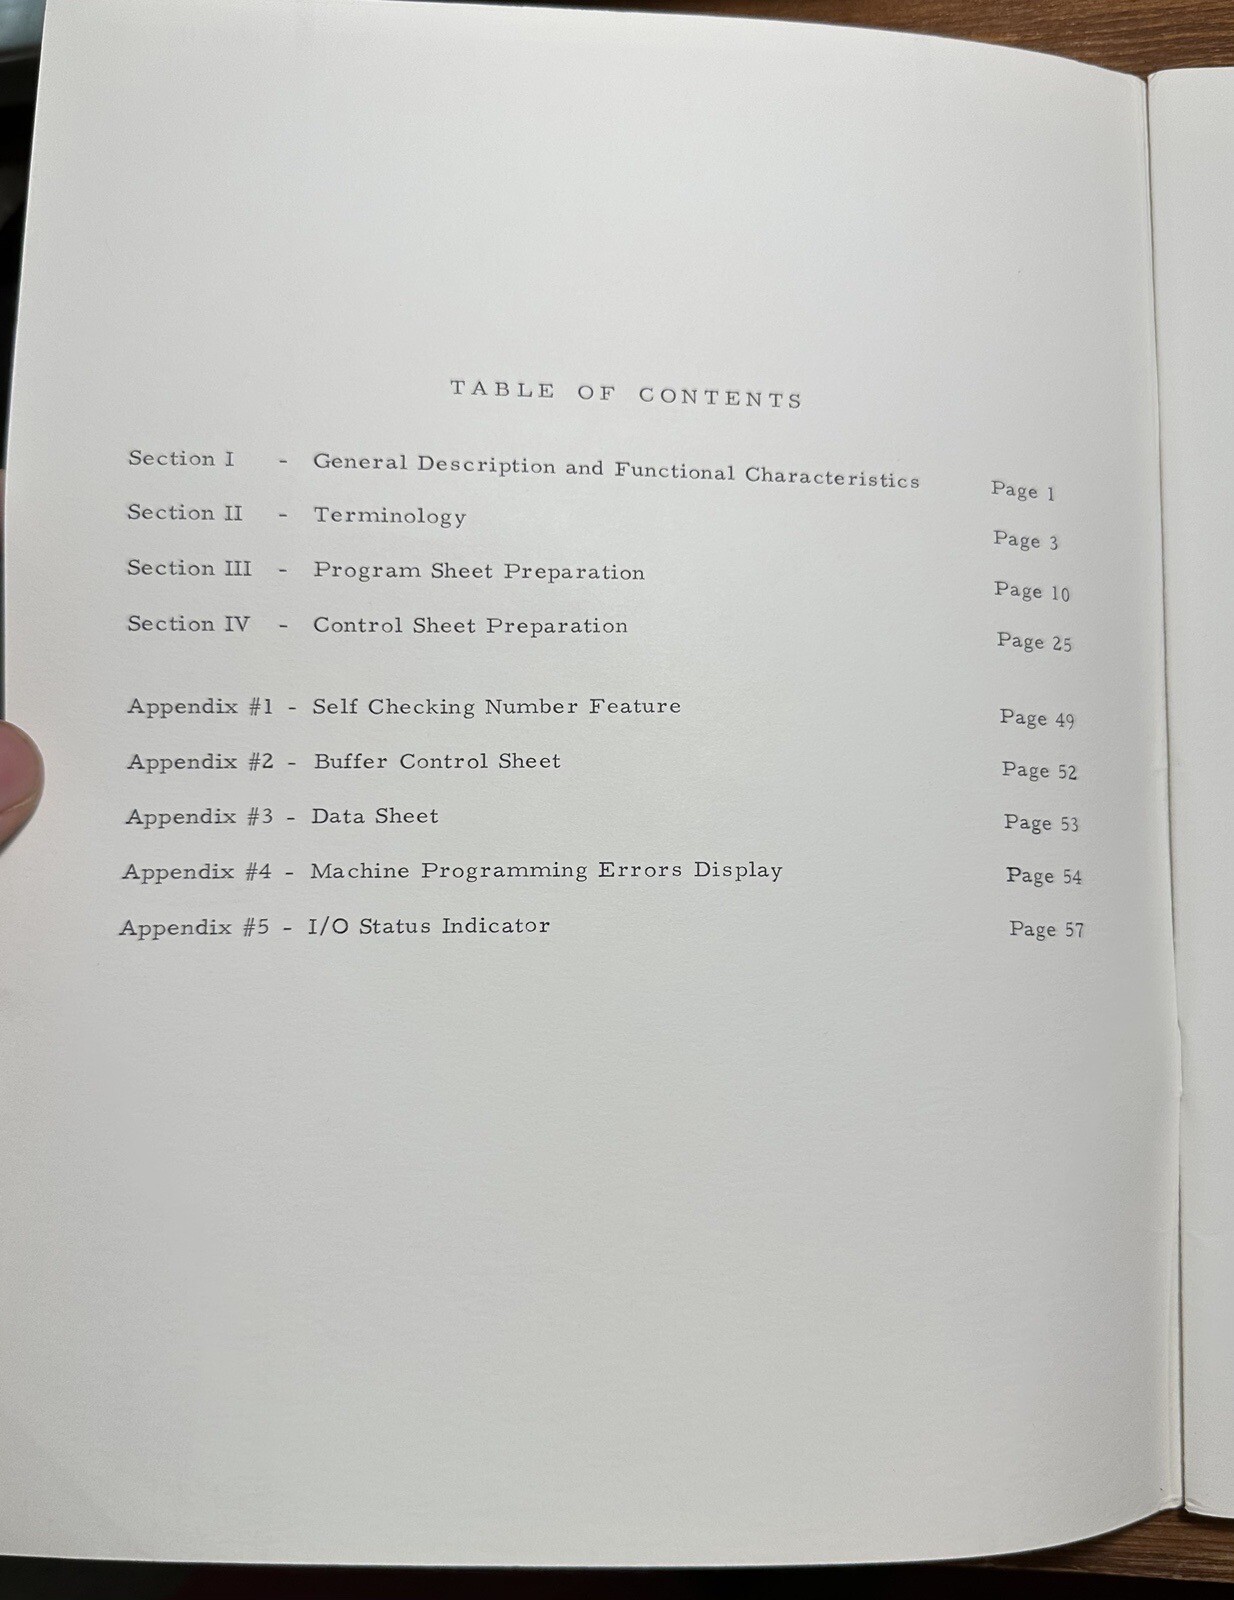 TABLE OF CONTENTS
Section I - General Description and Functional Characteristics Page 1
Section II - Terminology Page 3
Section III - Program Sheet Preparation Page 10
Section IV - Control Sheet Preparation Page 25
Appendix #1 - Self Checking Number Feature Page 49
Appendix #2 - Buffer Control Sheet Page 52
Appendix #3 - Data Sheet Page 53
Appendix #4 - Machine Programming Errors Display Page 54
Appendix #5 - I/O Status Indicator Page 57